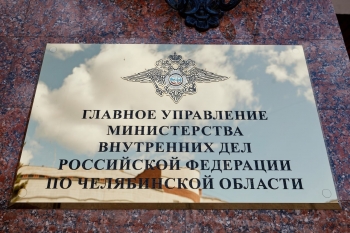 ГЛАВНОЕ УПРАВЛЕНИЕ
МИНИСТЕРСТВА
ВНУТРЕННИХ ДЕЛ
РОССИЙСКОЙ ФЕДЕРАЦИИ
ПО ЧЕЛЯБИНСКОЙ ОБЛАСТИ